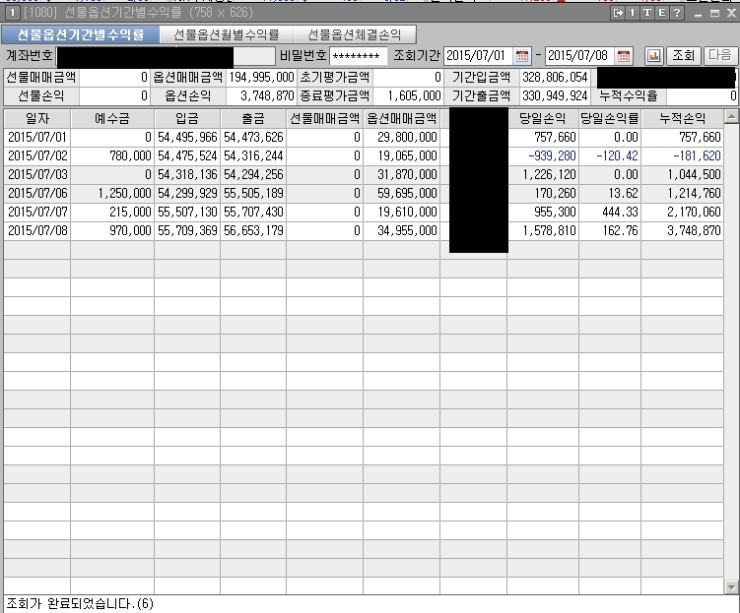 [1080] 선물옵션기간별수익률 (758 x 626) 1 T E ?
선물옵션기간별수익률 선물옵션월별수익률 선물옵션체결손익
계좌번호 비밀번호 ******** 조회기간 2015/07/01 - 2015/07/08 조회 다음
선물매매금액 0 옵션매매금액 194,995,000 초기평가금액 0 기간입금액 328,806,054
선물손익 0 옵션손익 3,748,870 종료평가금액 1,605,000 기간출금액 330,949,924 누적수익율 0
일자 예수금 입금 출금 선물매매금액 옵션매매금액 당일손익 당일손익률 누적손익
2015/07/01 0 54,495,966 54,473,626 0 29,800,000 757,660 0.00 757,660
2015/07/02 780,000 54,475,524 54,316,244 0 19,065,000 -939,280 -120.42 -181,620
2015/07/03 0 54,318,136 54,294,256 0 31,870,000 1,226,120 0.00 1,044,500
2015/07/06 1,250,000 54,299,929 55,505,189 0 59,695,000 170,260 13.62 1,214,760
2015/07/07 215,000 55,507,130 55,707,430 0 19,610,000 955,300 444.33 2,170,060
2015/07/08 970,000 55,709,369 56,653,179 0 34,955,000 1,578,810 162.76 3,748,870
조회가 완료되었습니다.(6)